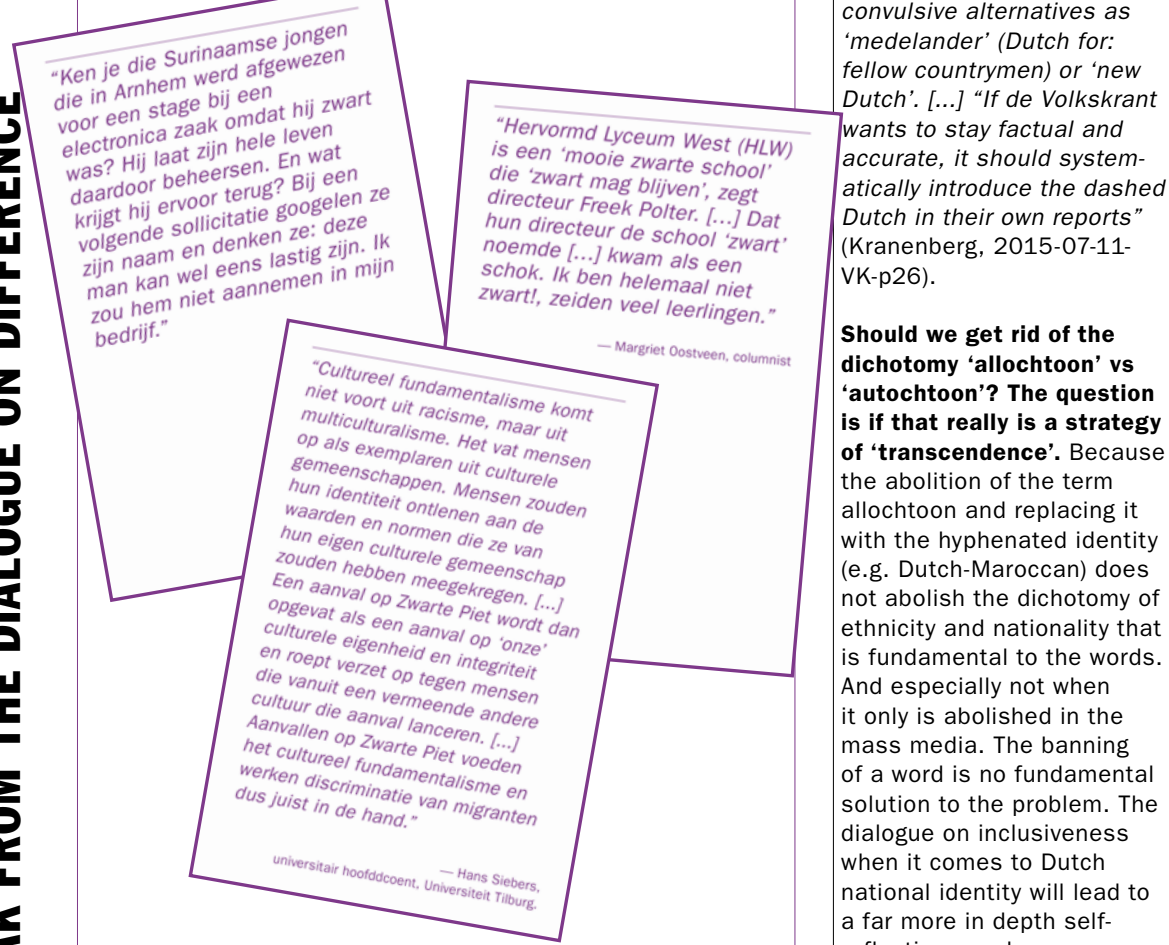 AK FROM THE DIALOGUE ON DIFFERENCE
“Ken je die Surinaamse jongen
die in Arnhem werd afgewezen
voor een stage bij een
electronica zaak omdat hij zwart
was? Hij laat zijn hele leven
daardoor beheersen. En wat
krijgt hij ervoor terug? Bij een
volgende sollicitatie googelen ze
zijn naam en denken ze: deze
man kan wel eens lastig zijn. Ik
zou hem niet aannemen in mijn
bedrijf.”
“Hervormd Lyceum West (HLW)
is een ‘mooie zwarte school’
die ‘zwart mag blijven’, zegt
directeur Freek Polter. [...] Dat
hun directeur de school ‘zwart’
noemde [...] kwam als een
schok. Ik ben helemaal niet
zwart!, zeiden veel leerlingen.”
— Margriet Oostveen, columnist
“Cultureel fundamentalisme komt
niet voort uit racisme, maar uit
multiculturalisme. Het vat mensen
op als exemplaren uit culturele
gemeenschappen. Mensen zouden
hun identiteit ontlenen aan de
waarden en normen die ze van
hun eigen culturele gemeenschap
zouden hebben meegekregen. [...]
Een aanval op Zwarte Piet wordt dan
opgevat als een aanval op ‘onze’
culturele eigenheid en integriteit
en roept verzet op tegen mensen
die vanuit een vermeende andere
cultuur die aanval lanceren. [...]
Aanvallen op Zwarte Piet voeden
het cultureel fundamentalisme en
werken discriminatie van migranten
dus juist in de hand.”
— Hans Siebers,
universitair hoofddcoent, Universiteit Tilburg.
convulsive alternatives as
‘medelander’ (Dutch for:
fellow countrymen) or ‘new
Dutch’. [...] “If de Volkskrant
wants to stay factual and
accurate, it should system-
atically introduce the dashed
Dutch in their own reports”
(Kranenberg, 2015-07-11-
VK-p26).
Should we get rid of the
dichotomy ‘allochtoon’ vs
‘autochtoon’? The question
is if that really is a strategy
of ‘transcendence’. Because
the abolition of the term
allochtoon and replacing it
with the hyphenated identity
(e.g. Dutch-Maroccan) does
not abolish the dichotomy of
ethnicity and nationality that
is fundamental to the words.
And especially not when
it only is abolished in the
mass media. The banning
of a word is no fundamental
solution to the problem. The
dialogue on inclusiveness
when it comes to Dutch
national identity will lead to
a far more in depth self-